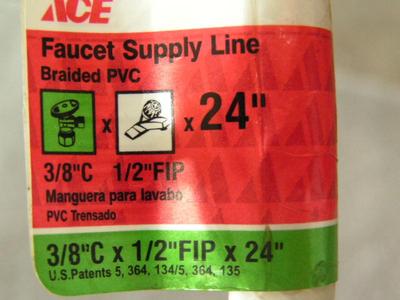 ACE
Faucet Supply Line
Braided PVC
x x 24"
3/8"C 1/2"FIP
Manguera para lavabo
PVC Trensado
3/8"C x 1/2"FIP x 24"
U.S.Patents 5, 364, 134/5, 364, 135